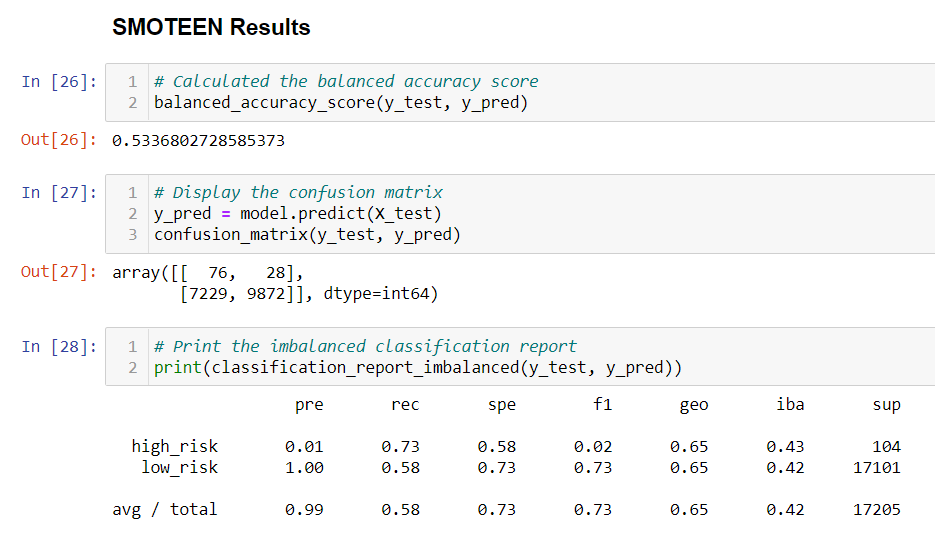 SMOTEEN Results
In [26]: 1 # Calculated the balanced accuracy score
2 balanced_accuracy_score(y_test, y_pred)
Out[26]: 0.5336802728585373
In [27]: 1 # Display the confusion matrix
2 y_pred = model.predict(X_test)
3 confusion_matrix(y_test, y_pred)
Out[27]: array([[  76,   28],
[7229, 9872]], dtype=int64)
In [28]: 1 # Print the imbalanced classification report
2 print(classification_report_imbalanced(y_test, y_pred))
pre rec spe f1 geo iba sup
high_risk 0.01 0.73 0.58 0.02 0.65 0.43 104
low_risk 1.00 0.58 0.73 0.73 0.65 0.42 17101
avg / total 0.99 0.58 0.73 0.73 0.65 0.42 17205